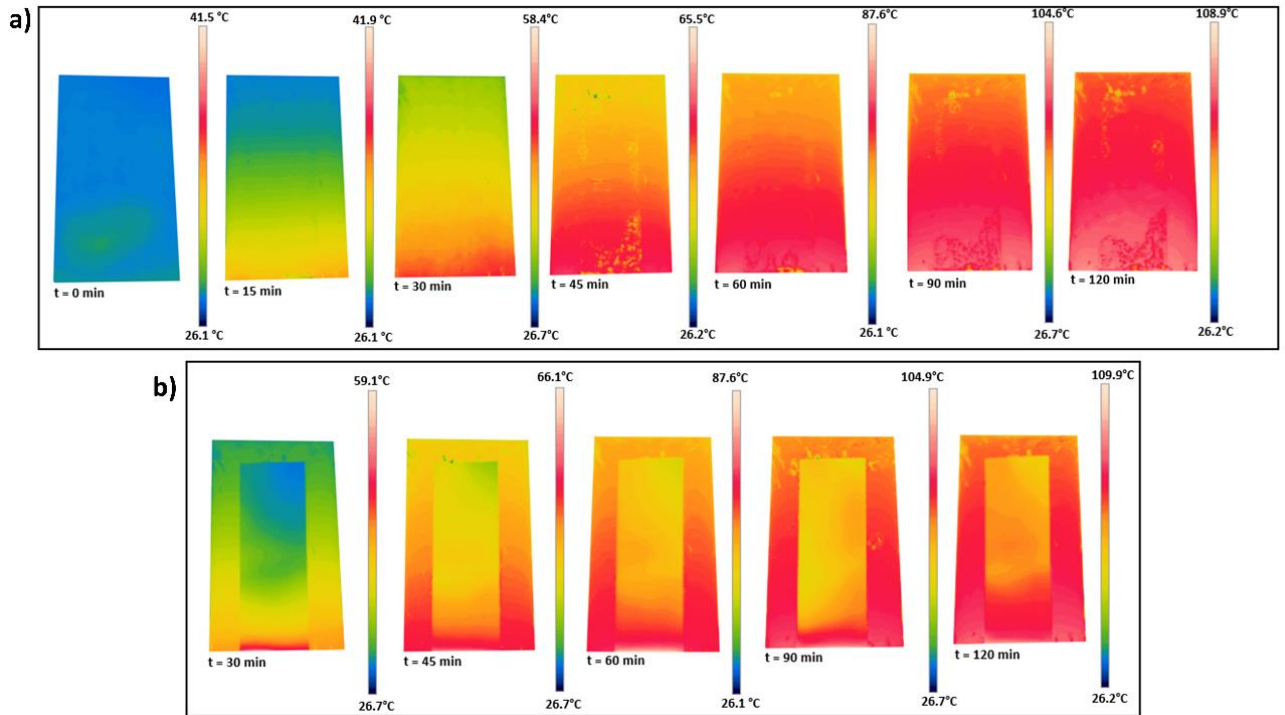 a)
41.5 °C
41.9 °C
58.4°C
65.5°C
87.6°C
104.6°C
108.9°C
t = 0 min
t = 15 min
t = 30 min
t = 45 min
t = 60 min
t = 90 min
t = 120 min
26.1 °C
26.1 °C
26.7°C
26.2°C
26.1 °C
26.7°C
26.2°C
b)
59.1°C
66.1°C
87.6°C
104.9°C
109.9°C
t = 30 min
t = 45 min
t = 60 min
t = 90 min
t = 120 min
26.7°C
26.7°C
26.1°C
26.7°C
26.2°C